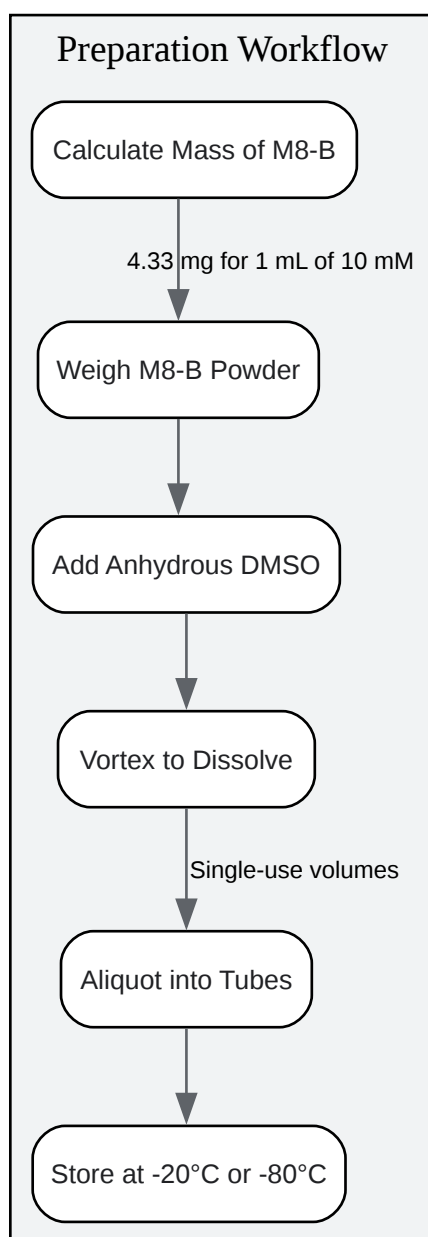 Preparation Workflow
Calculate Mass of M8-B
4.33 mg for 1 mL of 10 mM
Weigh M8-B Powder
Add Anhydrous DMSO
Vortex to Dissolve
Single-use volumes
Aliquot into Tubes
Store at -20°C or -80°C